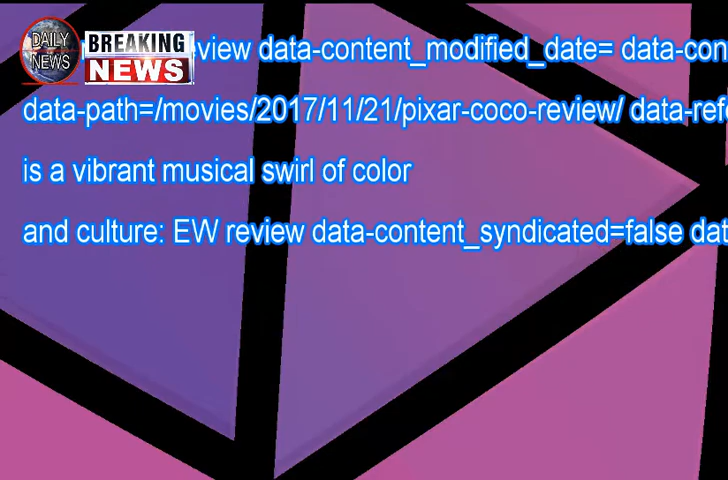 DAILY
NEWS
BREAKING
NEWS
view data-content_modified_date= data-con
data-path=/movies/2017/11/21/pixar-coco-review/ data-ref
is a vibrant musical swirl of color
and culture: EW review data-content_syndicated=false dat